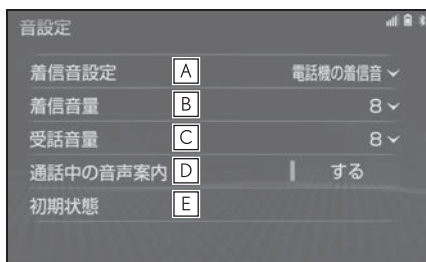 音設定
着信音設定 A 電話機の着信音
着信音量 B 8
受話音量 C 8
通話中の音声案内 D する
初期状態 E